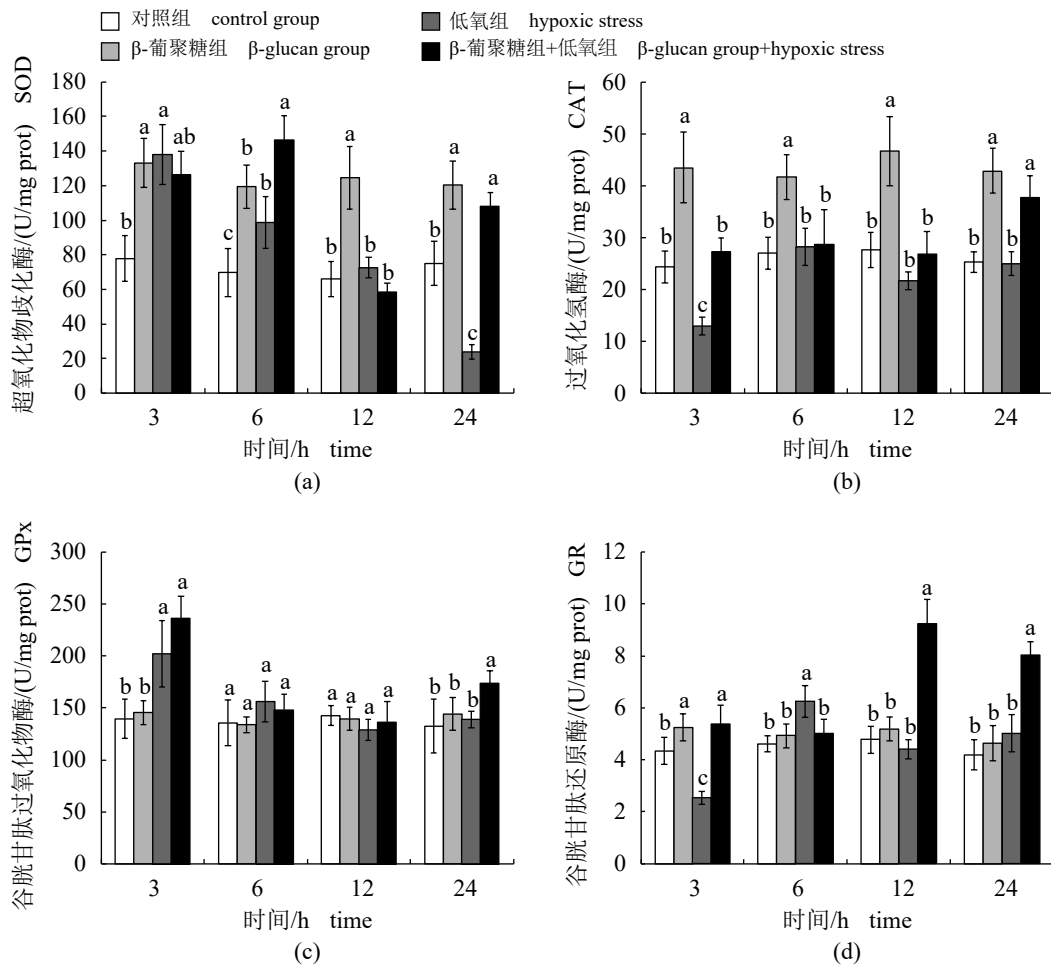 对照组 control group
低氧组 hypoxic stress
β-葡聚糖组 β-glucan group
β-葡聚糖组+低氧组 β-glucan group+hypoxic stress
超氧化物歧化酶/(U/mg prot) SOD
180
160
140
120
100
80
60
40
20
0
b
a
a
ab
c
b
b
a
b
a
b
b
b
a
c
a
3
6
12
24
时间/h time
(a)
过氧化氢酶/(U/mg prot) CAT
60
50
40
30
20
10
0
b
a
c
b
b
a
b
b
b
a
b
b
b
a
b
a
3
6
12
24
时间/h time
(b)
谷胱甘肽过氧化物酶/(U/mg prot) GPx
300
250
200
150
100
50
0
b
b
a
a
a
a
a
a
a
a
a
a
b
b
b
a
3
6
12
24
时间/h time
(c)
谷胱甘肽还原酶/(U/mg prot) GR
12
10
8
6
4
2
0
b
a
c
a
b
b
a
b
b
b
b
a
b
b
b
a
3
6
12
24
时间/h time
(d)